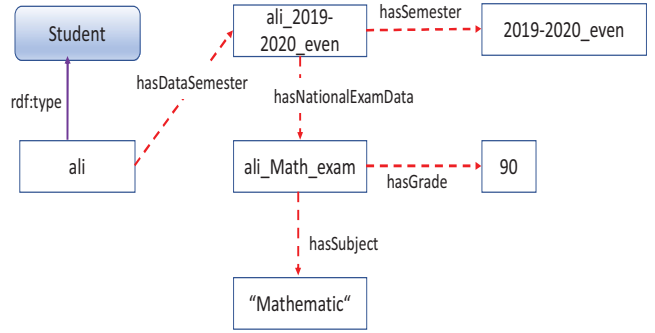 Student
ali_2019-
2020_even
hasSemester
2019-2020_even
hasDataSemester
rdf:type
hasNationalExamData
ali
ali_Math_exam
hasGrade
90
hasSubject
“Mathematic“